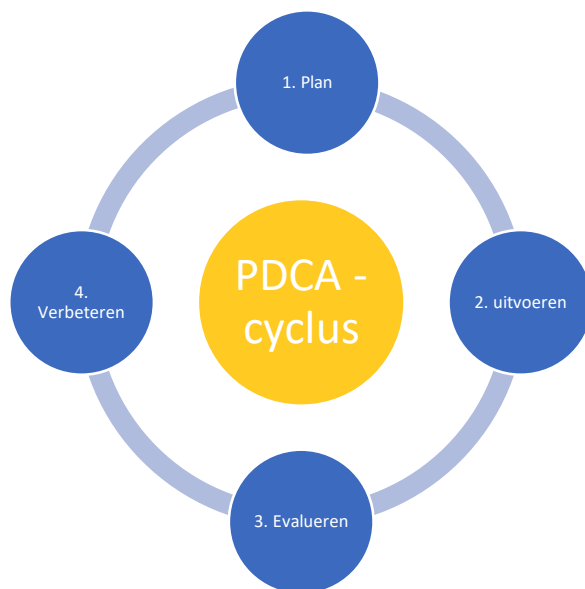 1. Plan
PDCA -
cyclus
4.
Verbeteren
2. uitvoeren
3. Evalueren